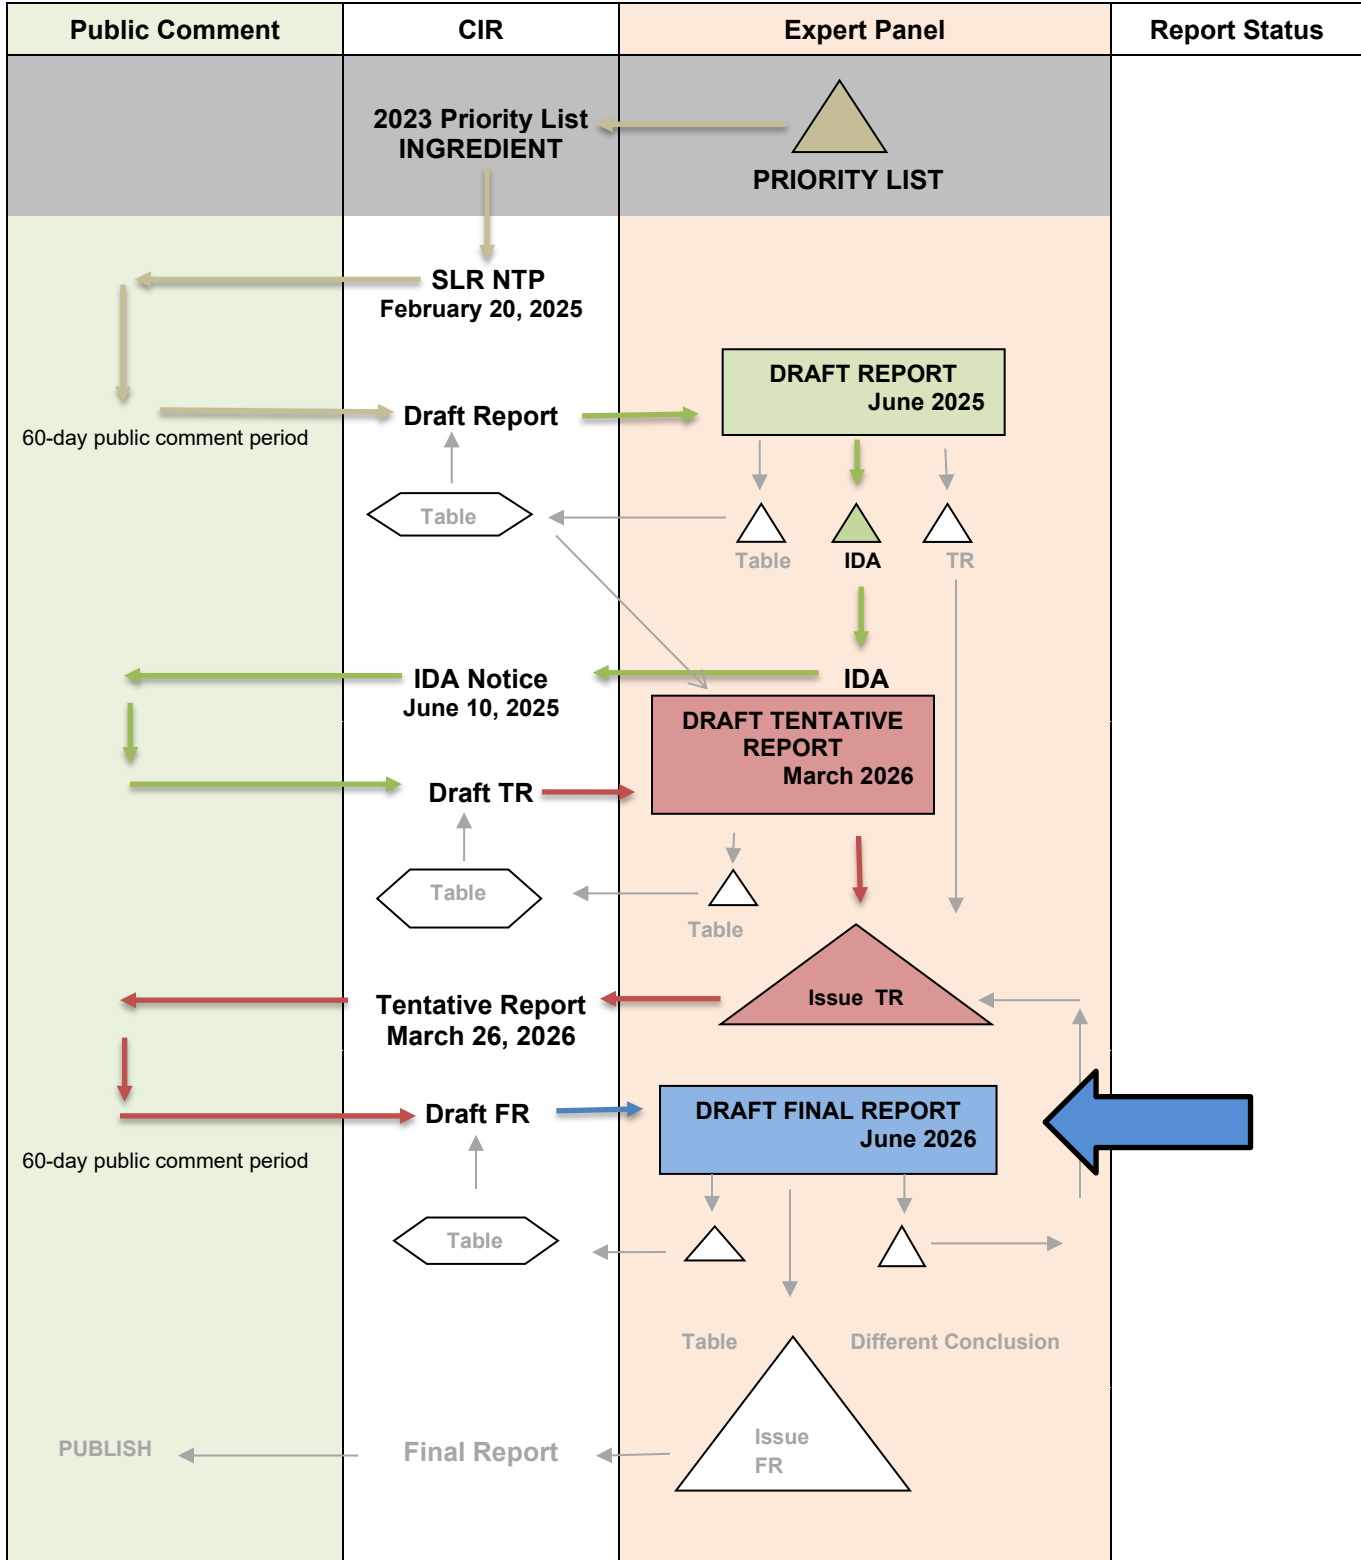 Public Comment
CIR
Expert Panel
Report Status
2023 Priority List
INGREDIENT
PRIORITY LIST
SLR NTP
February 20, 2025
60-day public comment period
Draft Report
DRAFT REPORT
June 2025
Table
Table
IDA
TR
IDA Notice
June 10, 2025
IDA
DRAFT TENTATIVE
REPORT
March 2026
Draft TR
Table
Table
Tentative Report
March 26, 2026
Issue TR
Draft FR
DRAFT FINAL REPORT
June 2026
60-day public comment period
Table
Table
Different Conclusion
PUBLISH
Final Report
Issue
FR